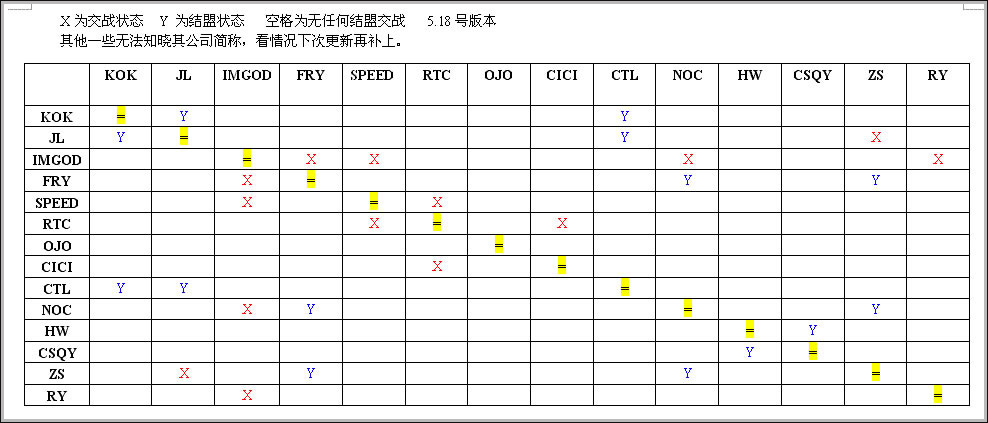 X 为交战状态 Y 为结盟状态 空格为无任何结盟交战 5.18 号版本
其他一些无法知晓其公司简称，看情况下次更新再补上。
KOK JL IMGOD FRY SPEED RTC OJO CICI CTL NOC HW CSQY ZS RY
KOK = Y Y
JL Y = Y X
IMGOD = X X X X
FRY X = Y Y
SPEED X = X
RTC X = X
OJO =
CICI X =
CTL Y Y =
NOC X Y = Y
HW = Y
CSQY Y =
ZS X Y Y =
RY X =